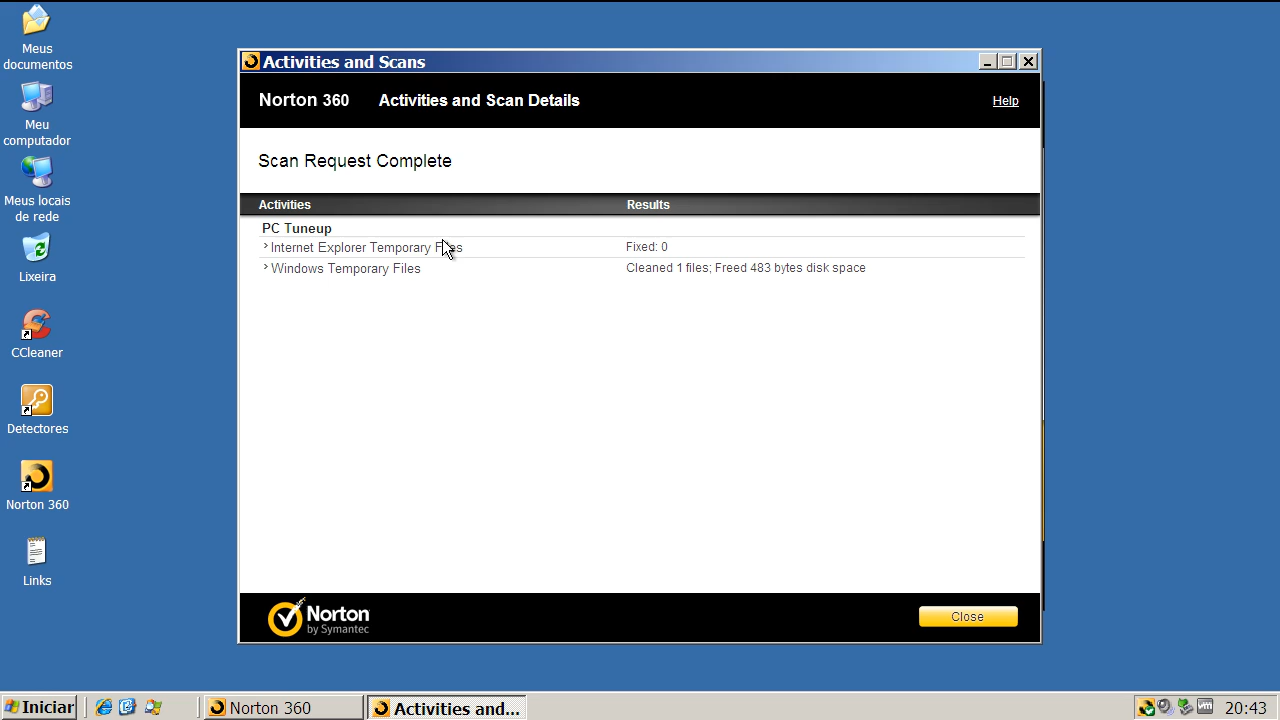 Meus
documentos
Meu
computador
Meus locais
de rede
Lixeira
CCleaner
Detectores
Norton 360
Links
Activities and Scans
Norton 360 Activities and Scan Details Help
Scan Request Complete
Activities Results
PC Tuneup
Internet Explorer Temporary Files Fixed: 0
Windows Temporary Files Cleaned 1 files; Freed 483 bytes disk space
Norton
by Symantec
Close
Iniciar Norton 360 Activities and... 20:43